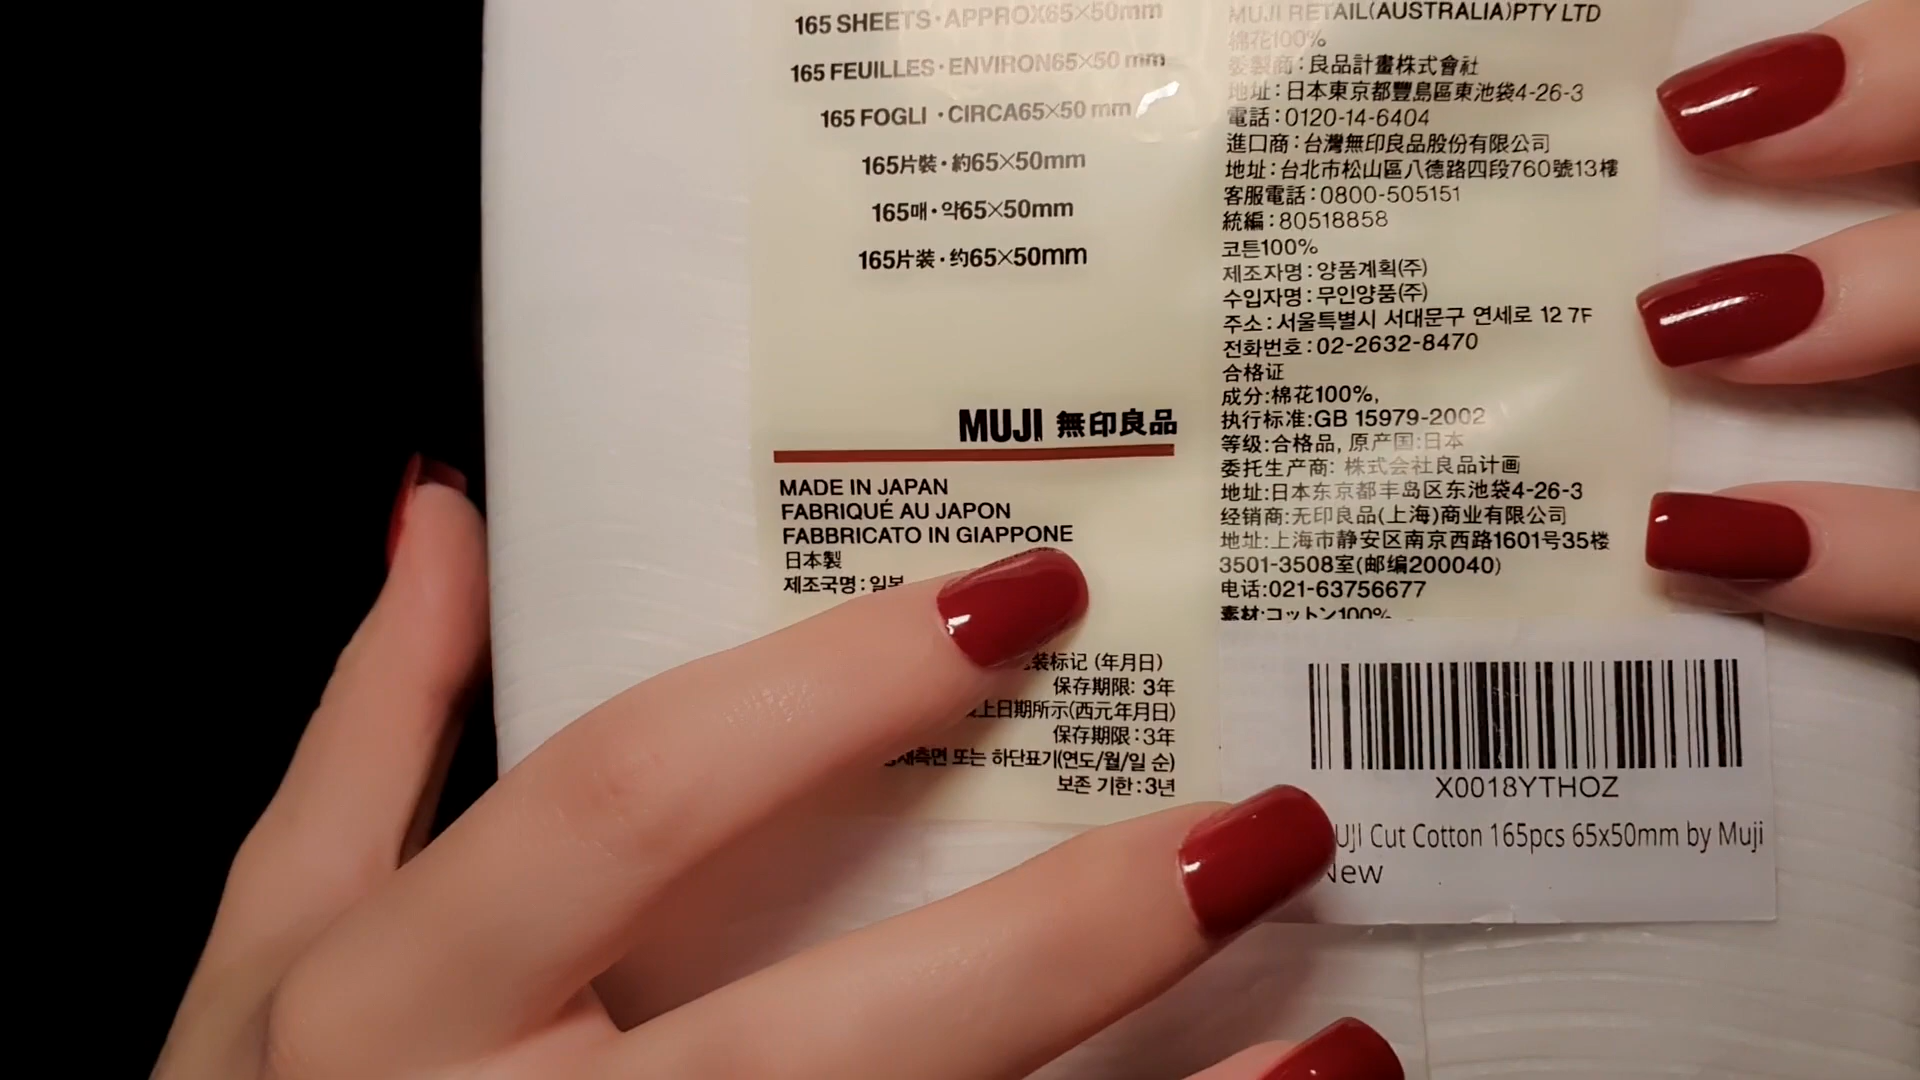 165 SHEETS・APPROX65×50mm
165 FEUILLES・ENVIRON65×50 mm
165 FOGLI ・CIRCA65×50 mm
165片裝・約65×50mm
165매・약65×50mm
165片装・约65×50mm
MUJI 無印良品
MADE IN JAPAN
FABRIQUÉ AU JAPON
FABBRICATO IN GIAPPONE
日本製
제조국명:일본
装标记 (年月日)
保存期限: 3年
上日期所示(西元年月日)
保存期限:3年
측면 또는 하단표기(연도/월/일 순)
보존 기한:3년
MUJI RETAIL(AUSTRALIA)PTY LTD
棉花100%
委製商:良品計畫株式會社
地址:日本東京都豐島區東池袋4-26-3
電話:0120-14-6404
進口商:台灣無印良品股份有限公司
地址:台北市松山區八德路四段760號13樓
客服電話:0800-505151
統編:80518858
코튼100%
제조자명:양품계획(주)
수입자명:무인양품(주)
주소:서울특별시 서대문구 연세로 12 7F
전화번호:02-2632-8470
合格证
成分:棉花100%,
执行标准:GB 15979-2002
等级:合格品, 原产国:日本
委托生产商: 株式会社良品计画
地址:日本东京都丰岛区东池袋4-26-3
经销商:无印良品(上海)商业有限公司
地址:上海市静安区南京西路1601号35楼
3501-3508室(邮编200040)
电话:021-63756677
素材:コットン100%
X0018YTHOZ
UJI Cut Cotton 165pcs 65x50mm by Muji
New